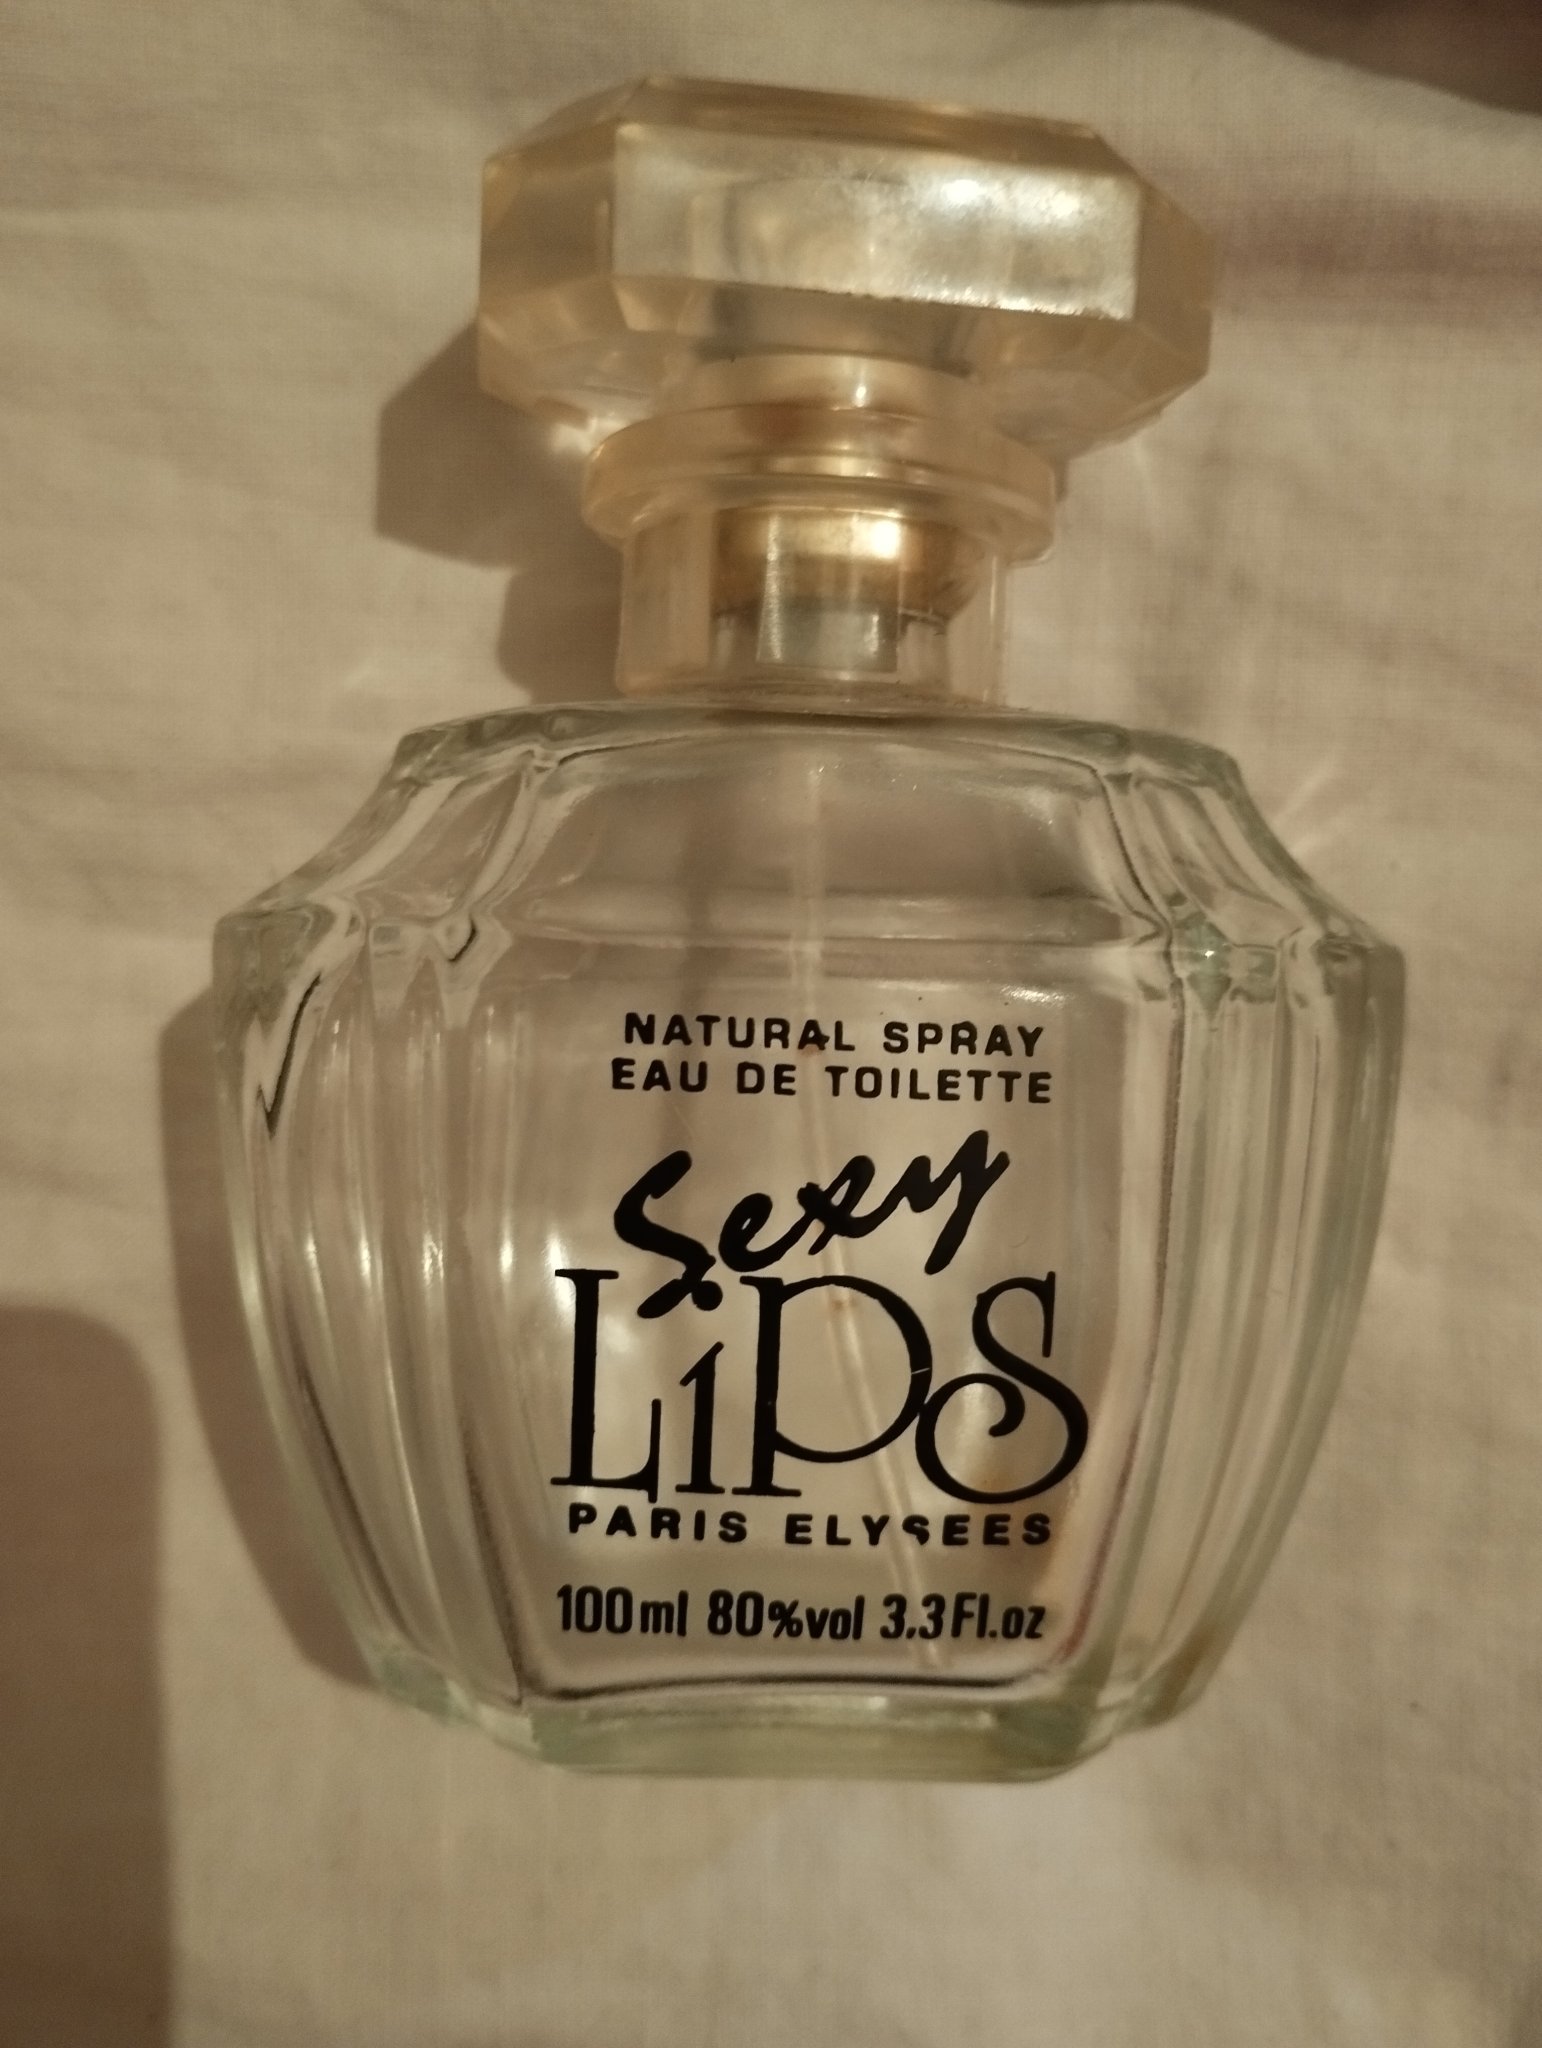 NATURAL SPRAY
EAU DE TOILETTE
Sexy
LiPS
PARIS ELYSEES
100ml 80%vol 3.3Fl.oz